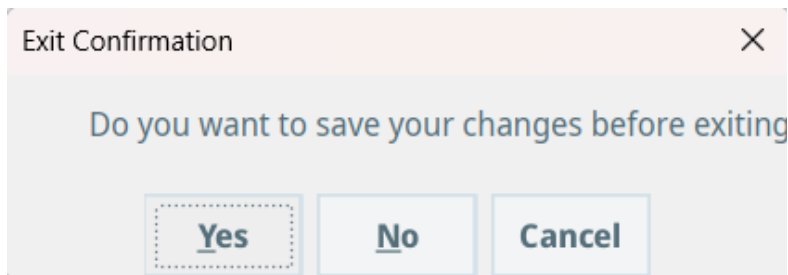 Exit Confirmation
Do you want to save your changes before exiting
Yes No Cancel